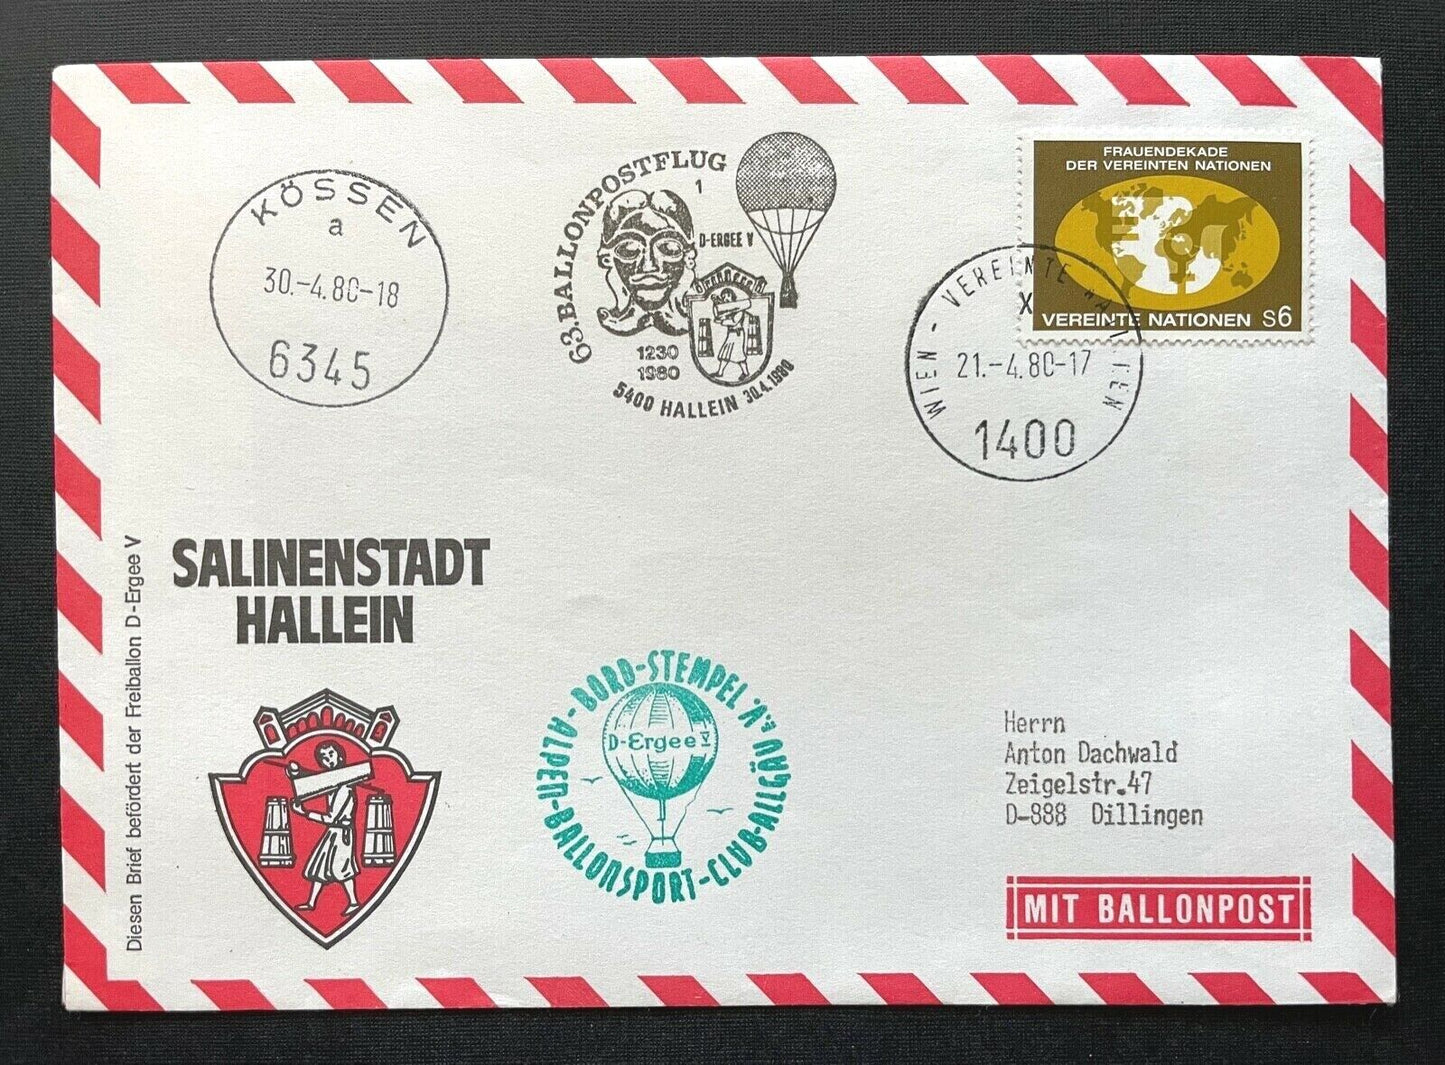 KÖSSEN
a
30.-4.80-18
6345
63. BALLONPOSTFLUG
1
D-ERGEE V
1230
1980
5400 HALLEIN 30.4.1980
FRAUENDEKADE
DER VEREINTEN NATIONEN
VEREINTE NATIONEN S6
WIEN - VEREINTE NATIONEN
X
21.-4.80-17
1400
SALINENSTADT
HALLEIN
Diesen Brief befördert der Freiballon D-Ergee V
ALPEN-BALLONSPORT-CLUB-ALLGÄU
BORD-STEMPEL "A"
D-Ergee V
Herrn
Anton Dachwald
Zeigelstr.47
D-888 Dillingen
MIT BALLONPOST